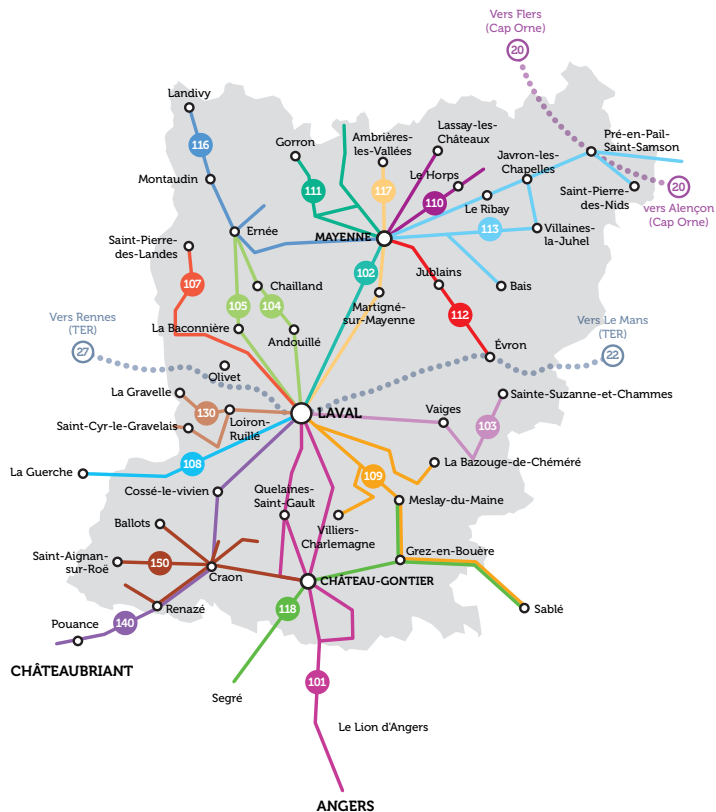 Vers Flers
(Cap Orne)
20
Landivy
116
Gorron
Ambrières-
les-Vallées
Lassay-les-
Châteaux
Pré-en-Pail-
Saint-Samson
Javron-les-
Chapelles
Le Horps
Montaudin
111
117
110
20
vers Alençon
(Cap Orne)
Saint-Pierre-
des-Nids
Le Ribay
Ernée
MAYENNE
113
Villaines-
la-Juhel
Saint-Pierre-
des-Landes
107
102
Jublains
Chailland
Bais
105
104
Martigné-
sur-Mayenne
112
Vers Rennes
(TER)
27
La Baconnière
Andouillé
Vers Le Mans
(TER)
22
Évron
Olivet
La Gravelle
130
LAVAL
Sainte-Suzanne-et-Chammes
Vaiges
103
Saint-Cyr-le-Gravelais
Loiron-
Ruillé
108
La Guerche
La Bazouge-de-Chéméré
109
Cossé-le-vivien
Quelaines-
Saint-Gault
Meslay-du-Maine
Ballots
Villiers-
Charlemagne
Saint-Aignan-
sur-Roë
150
Grez-en-Bouère
Craon
CHÂTEAU-GONTIER
Renazé
118
Sablé
Pouance
140
CHÂTEAUBRIANT
101
Segré
Le Lion d'Angers
ANGERS